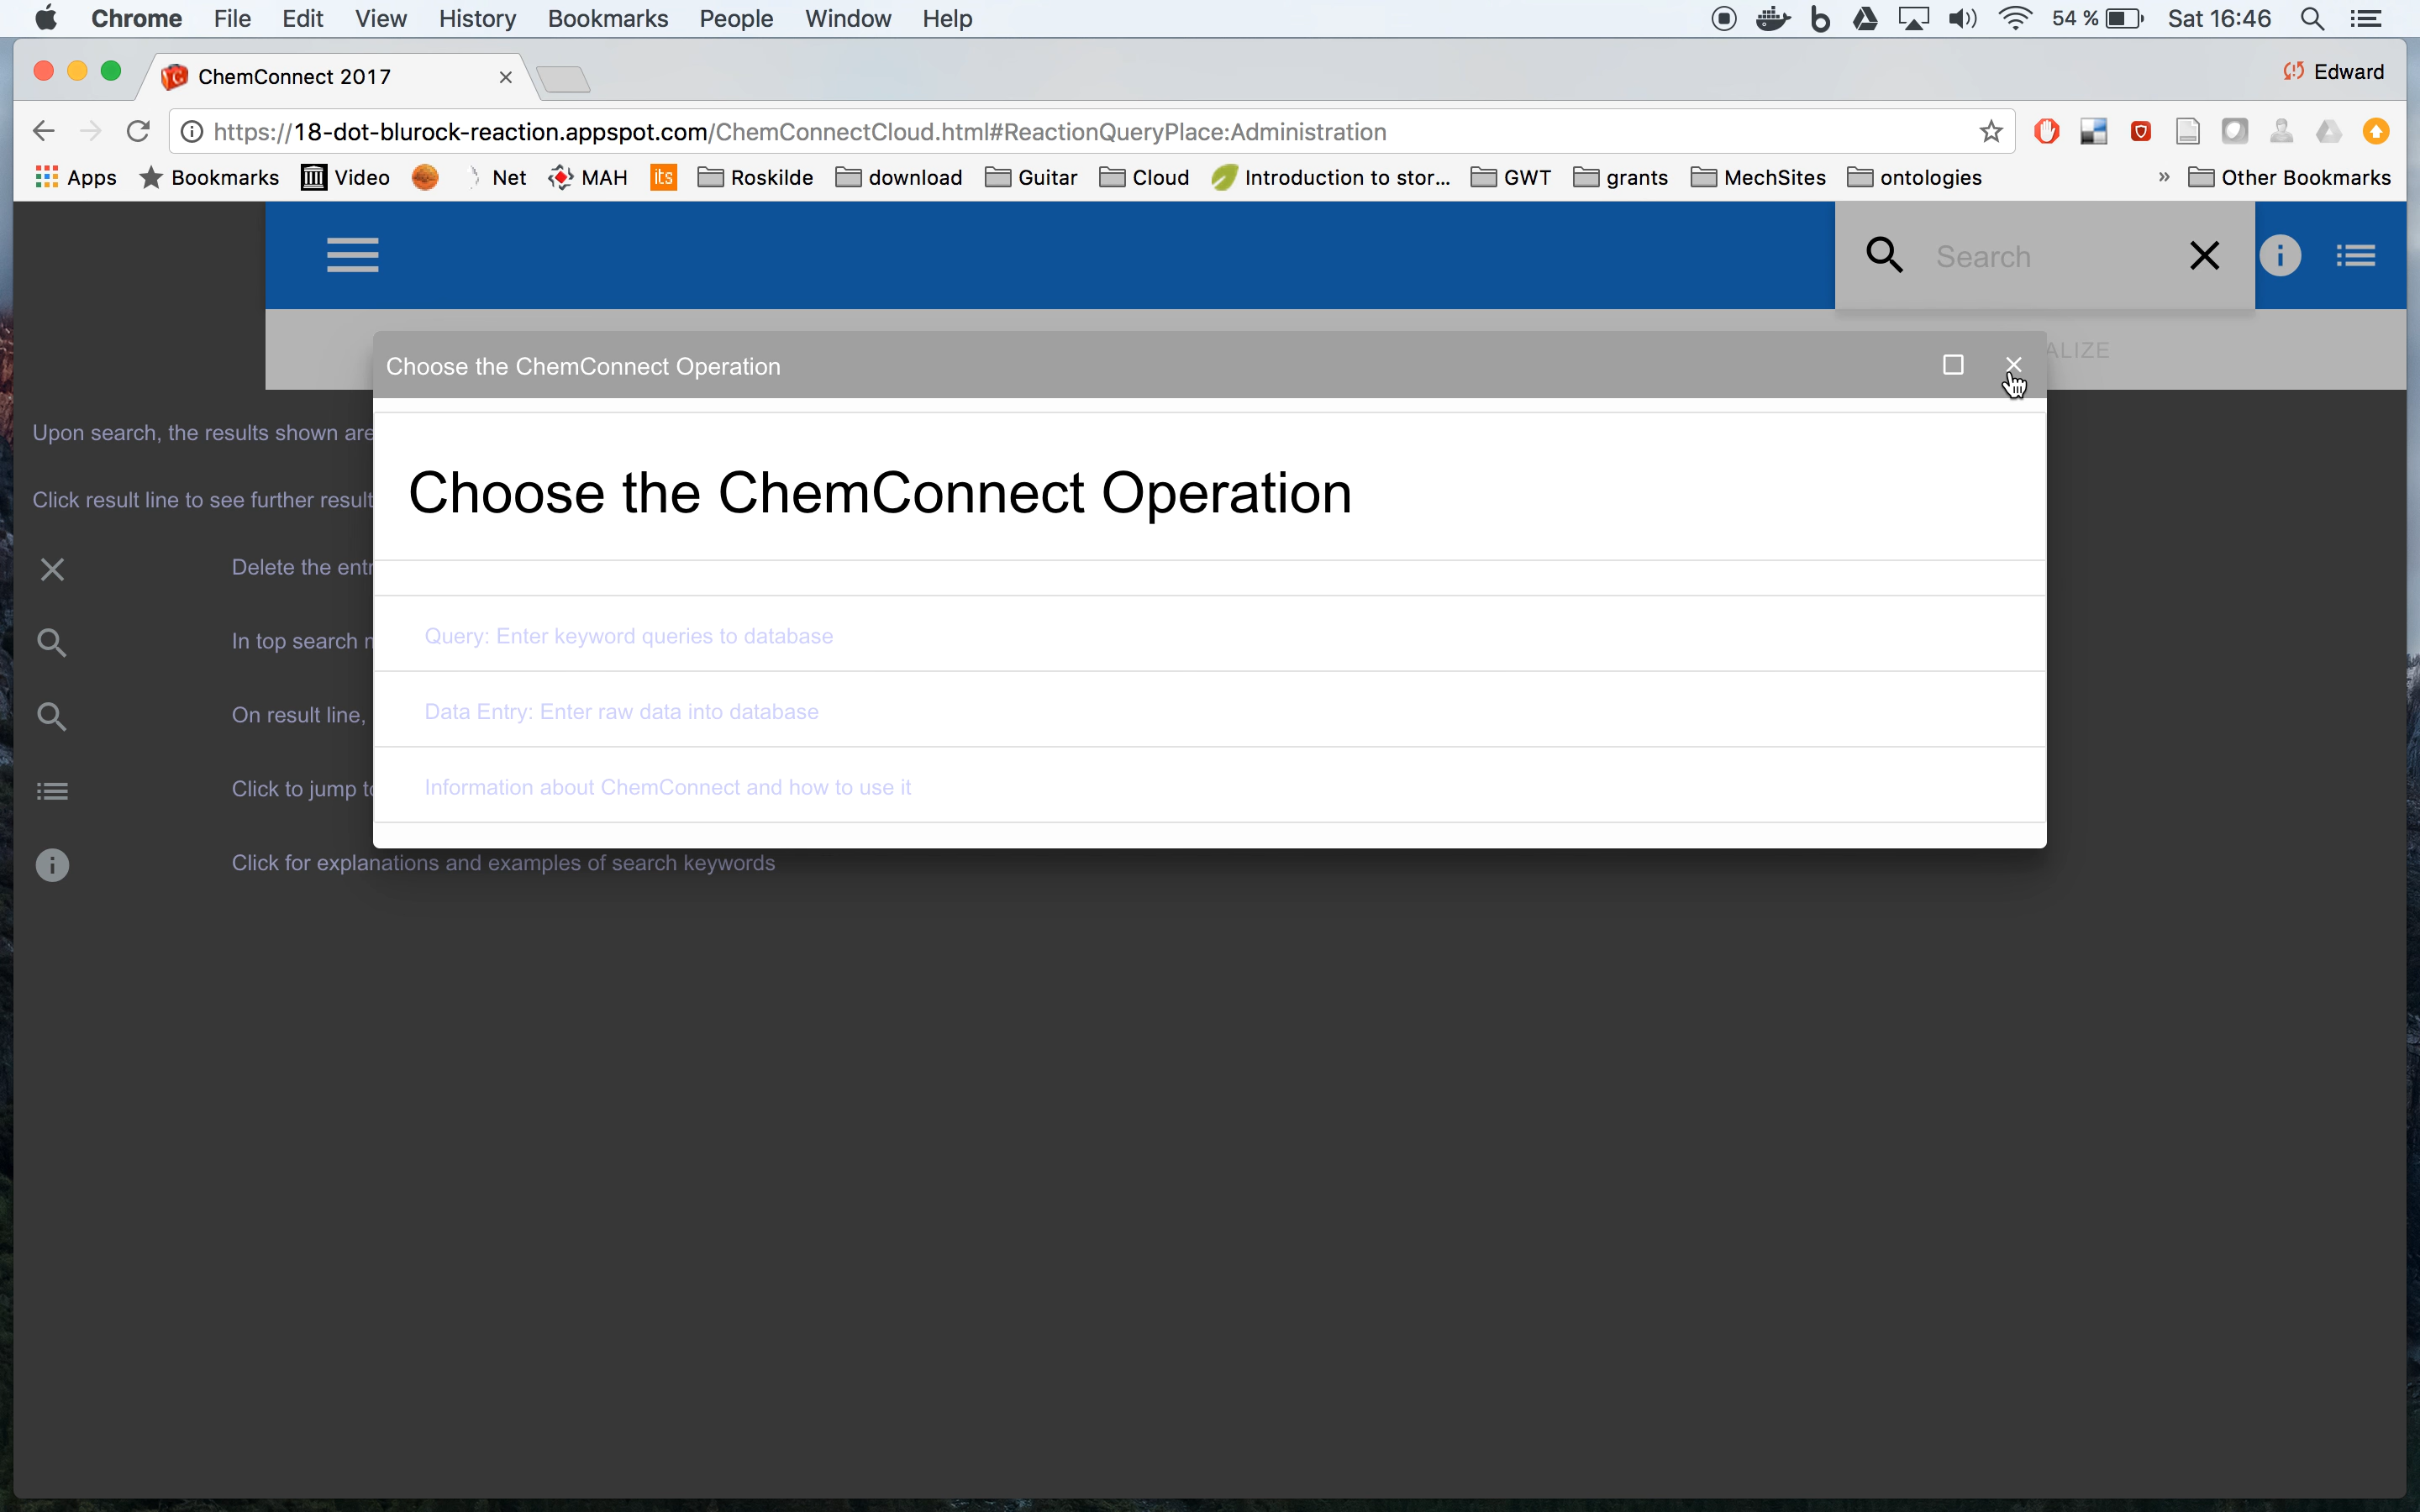 Chrome File Edit View History Bookmarks People Window Help 54 % Sat 16:46
ChemConnect 2017 Edward
https://18-dot-blurock-reaction.appspot.com/ChemConnectCloud.html#ReactionQueryPlace:Administration
Apps Bookmarks Video Net MAH its Roskilde download Guitar Cloud Introduction to stor... GWT grants MechSites ontologies » Other Bookmarks
Search
Choose the ChemConnect Operation
ALIZE
Upon search, the results shown are
Choose the ChemConnect Operation
Click result line to see further result
Delete the entr
Query: Enter keyword queries to database
In top search
Data Entry: Enter raw data into database
On result line,
Information about ChemConnect and how to use it
Click to jump to
Click for explanations and examples of search keywords